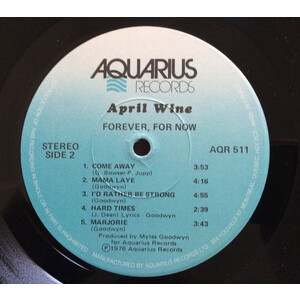 AQUARIUS
RECORDS
April Wine
FOREVER, FOR NOW
STEREO
SIDE 2
AQR 511
1. COME AWAY 3:53
(C. Bowser-P. Jupp)
2. MAMA LAYE 4:16
(Goodwyn)
3. I'D RATHER BE STRONG 4:55
(Goodwyn)
4. HARD TIMES 2:39
(J. Dean) Lyrics - Goodwyn
5. MARJORIE 3:43
(Goodwyn)
Produced by Myles Goodwyn
for Aquarius Records
℗ 1976 Aquarius Records
MANUFACTURED BY AQUARIUS RECORDS LTD.